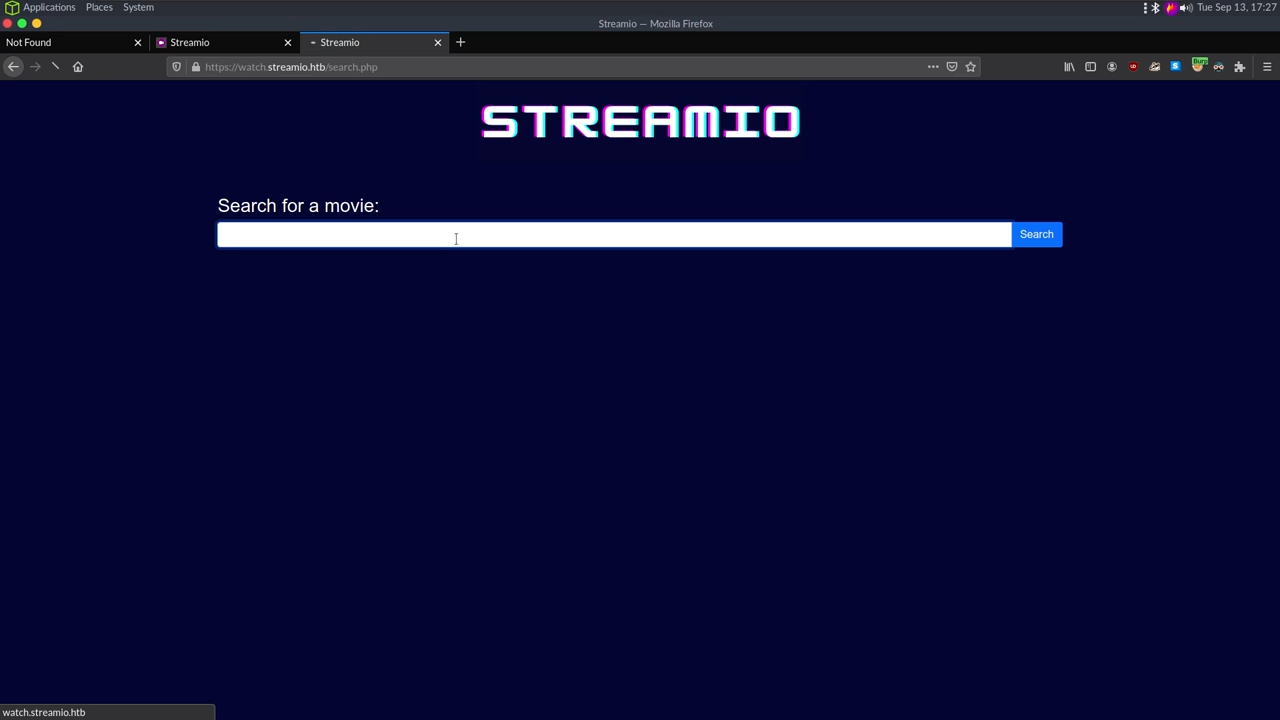 Applications Places System
Tue Sep 13, 17:27
Streamio — Mozilla Firefox
Not Found
Streamio
Streamio
https://watch.streamio.htb/search.php
Burp
STREAMIO
Search for a movie:
Search
watch.streamio.htb